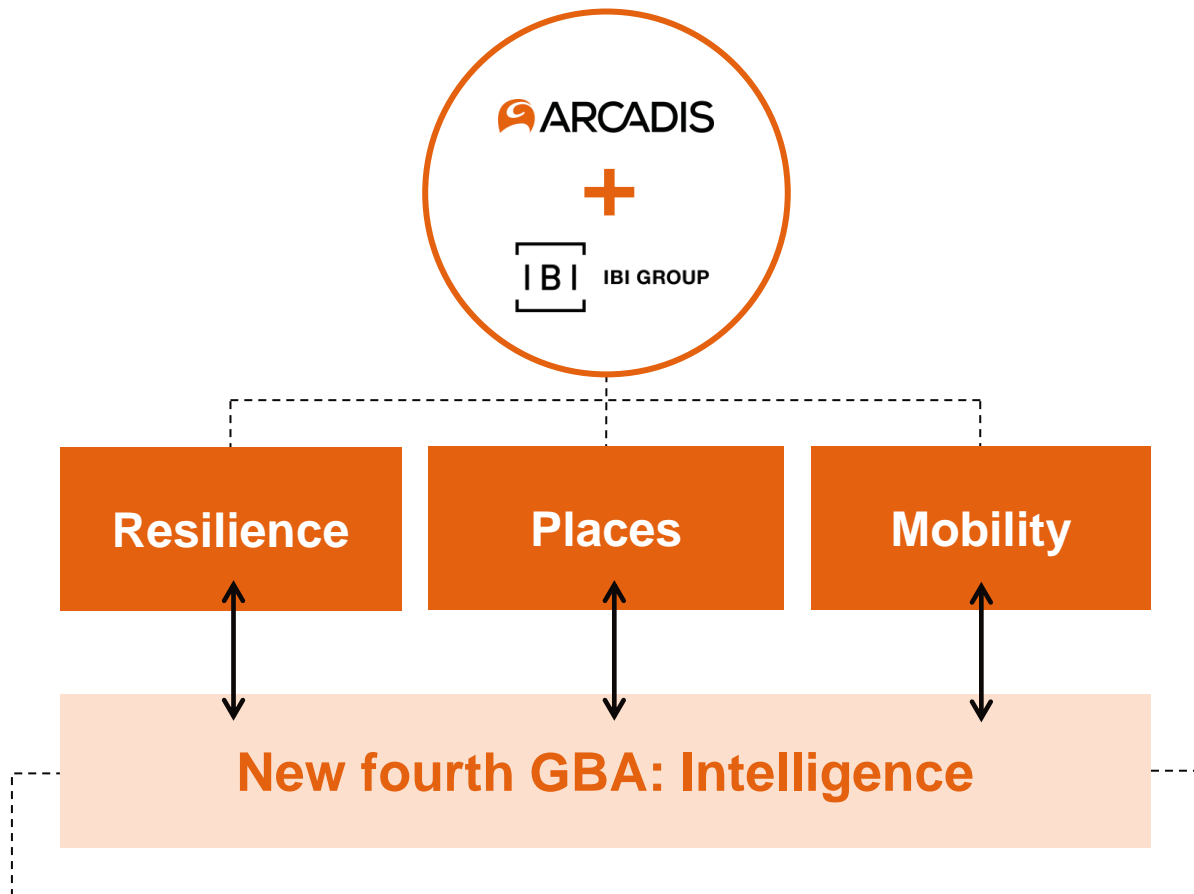 ARCADIS
+
IBI IBI GROUP
Resilience
Places
Mobility
New fourth GBA: Intelligence